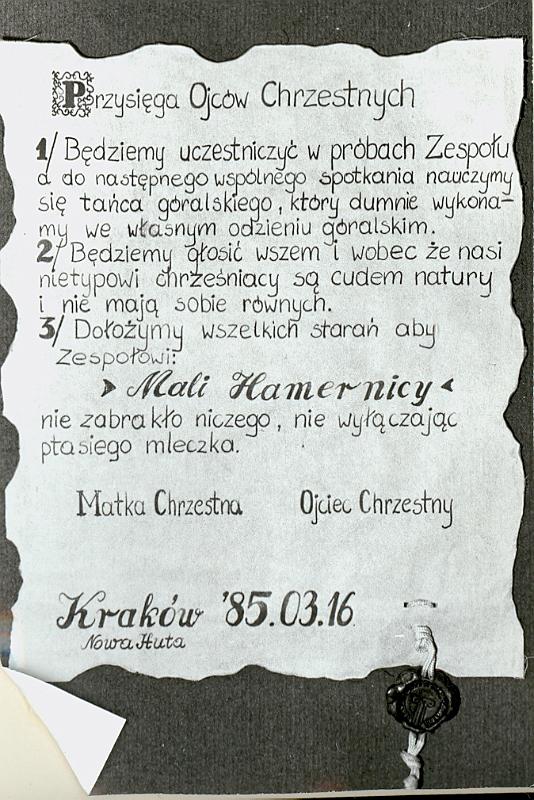 Przysięga Ojców Chrzestnych
1/ Będziemy uczestniczyć w próbach Zespołu
a do następnego wspólnego spotkania nauczymy
się tańca góralskiego, który dumnie wykona-
my we własnym odzieniu góralskim.
2/ Będziemy głosić wszem i wobec że nasi
nietypowi chrześniacy są cudem natury
i nie mają sobie równych.
3/ Dołożymy wszelkich starań aby
Zespołowi:
Mali Hamernicy
nie zabrakło niczego, nie wyłączając
ptasiego mleczka.
Matka Chrzestna Ojciec Chrzestny
Kraków '85.03.16
Nowa Huta